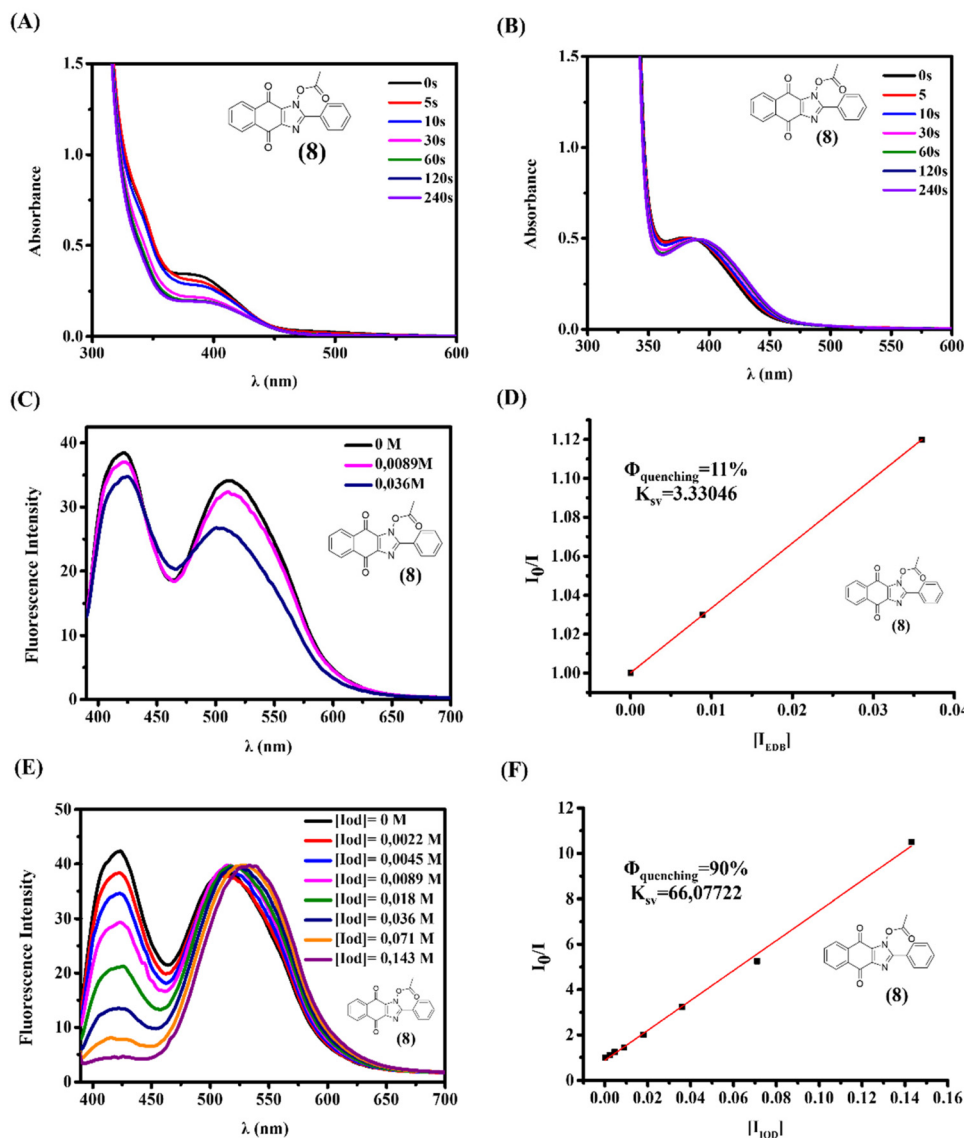 (A)
1.5
1.0
0.5
0.0
Absorbance
300
400
500
600
λ (nm)
0s
5s
10s
30s
60s
120s
240s
O
O
N
N
O
O
(8)
(B)
1.5
1.0
0.5
0.0
Absorbance
300
350
400
450
500
550
600
λ (nm)
0s
5
10s
30s
60s
120s
240s
O
O
N
N
O
O
(8)
(C)
40
30
20
10
0
Fluorescence Intensity
400
450
500
550
600
650
700
λ (nm)
0 M
0,0089M
0,036M
O
O
N
N
O
O
(8)
(D)
1.12
1.10
1.08
1.06
1.04
1.02
1.00
I0/I
0.00
0.01
0.02
0.03
0.04
[IEDB]
Φquenching=11%
Ksv=3.33046
O
O
N
N
O
O
(8)
(E)
50
40
30
20
10
0
Fluorescence Intensity
400
450
500
550
600
650
700
λ (nm)
[Iod]= 0 M
[Iod]= 0,0022 M
[Iod]= 0,0045 M
[Iod]= 0,0089 M
[Iod]= 0,018 M
[Iod]= 0,036 M
[Iod]= 0,071 M
[Iod]= 0,143 M
O
O
N
N
O
O
(8)
(F)
12
10
8
6
4
2
0
I0/I
0.00
0.02
0.04
0.06
0.08
0.10
0.12
0.14
0.16
[IIOD]
Φquenching=90%
Ksv=66,07722
O
O
N
N
O
O
(8)